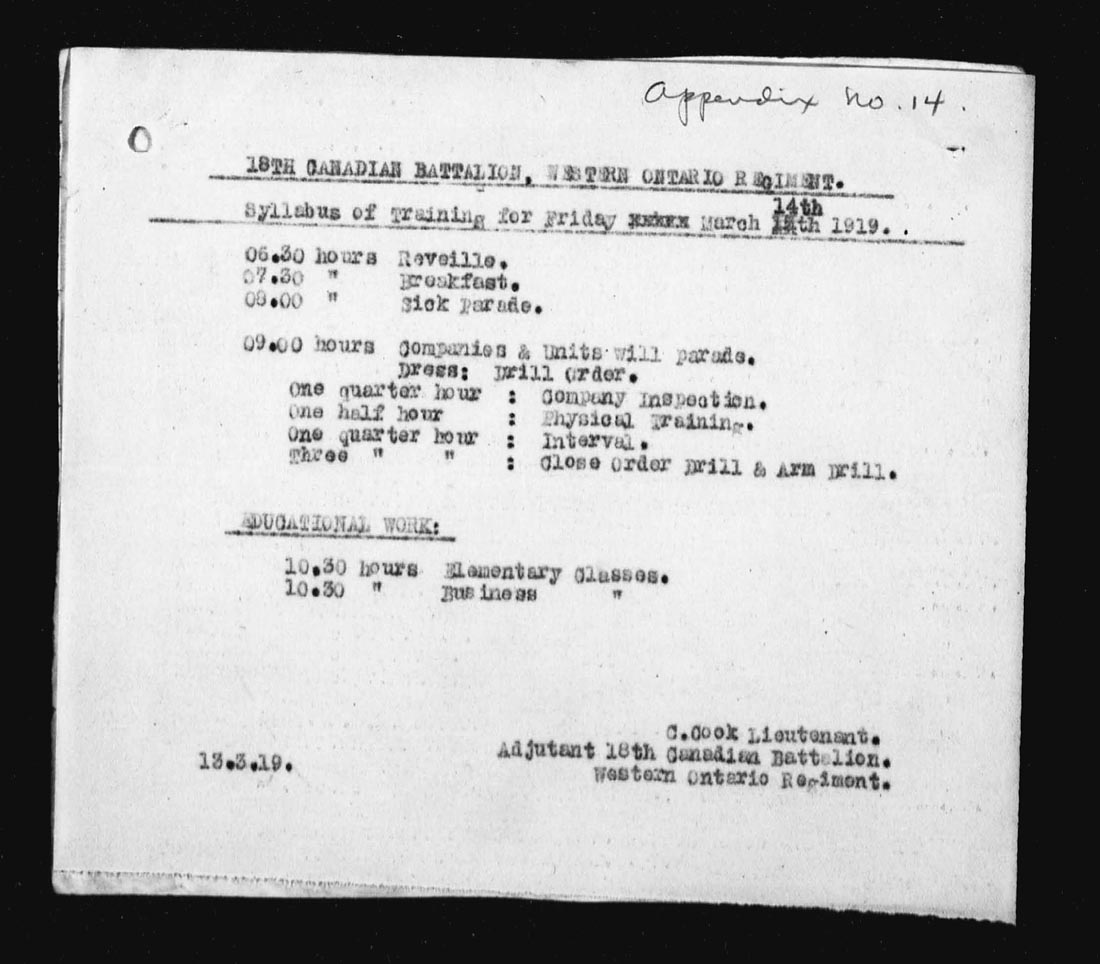 Appendix No. 14.
18TH CANADIAN BATTALION, WESTERN ONTARIO REGIMENT.
14th
Syllabus of Training for Friday xxxxx March th 1919. .
06.30 hours Reveille.
07.30 " Breakfast.
08.00 " Sick Parade.
09.00 hours Companies & Units will parade.
Dress: Drill Order.
One quarter hour : Company Inspection.
One half hour : Physical Training.
One quarter hour : Interval.
Three " " : Close Order Drill & Arm Drill.
EDUCATIONAL WORK:
10.30 hours Elementary Classes.
10.30 " Business "
C.Cook Lieutenant.
Adjutant 18th Canadian Battalion.
13.3.19.
Western Ontario Regiment.